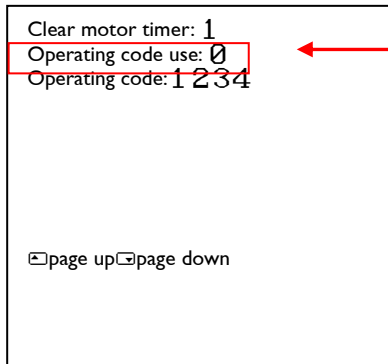 Clear motor timer: 1
Operating code use: 0
Operating code: 1234
page up page down